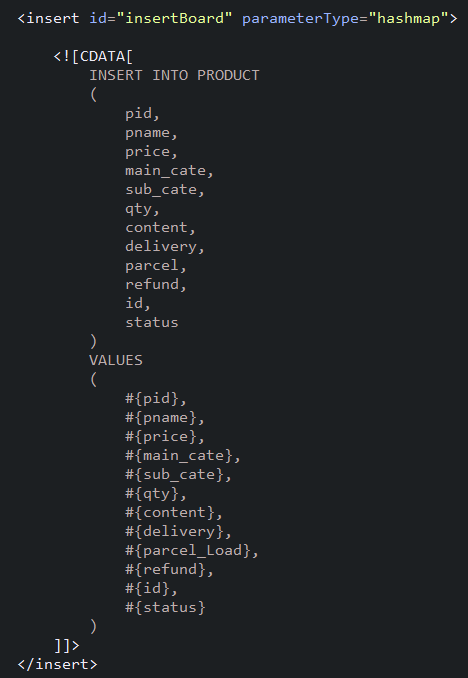 <insert id="insertBoard" parameterType="hashmap">
<![CDATA[
INSERT INTO PRODUCT
(
pid,
pname,
price,
main_cate,
sub_cate,
qty,
content,
delivery,
parcel,
refund,
id,
status
)
VALUES
(
#{pid},
#{pname},
#{price},
#{main_cate},
#{sub_cate},
#{qty},
#{content},
#{delivery},
#{parcel_Load},
#{refund},
#{id},
#{status}
)
]]>
</insert>